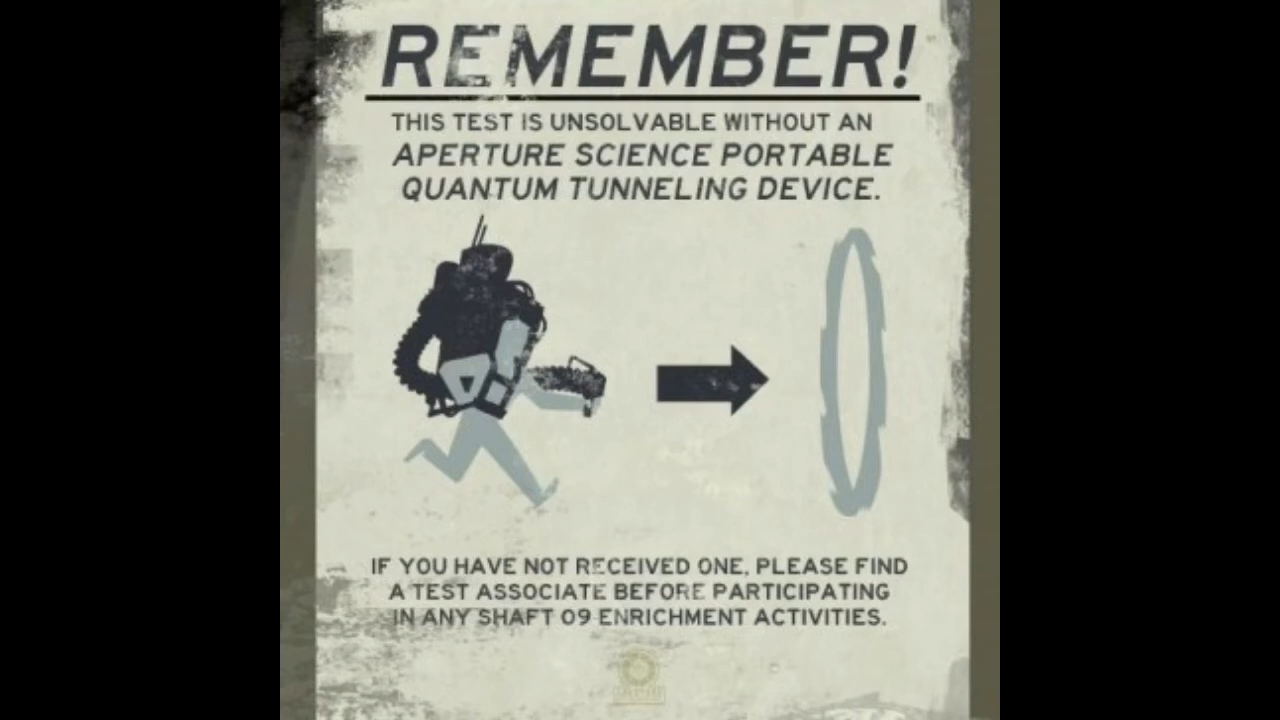 REMEMBER!
THIS TEST IS UNSOLVABLE WITHOUT AN
APERTURE SCIENCE PORTABLE
QUANTUM TUNNELING DEVICE.
IF YOU HAVE NOT RECEIVED ONE, PLEASE FIND
A TEST ASSOCIATE BEFORE PARTICIPATING
IN ANY SHAFT 09 ENRICHMENT ACTIVITIES.